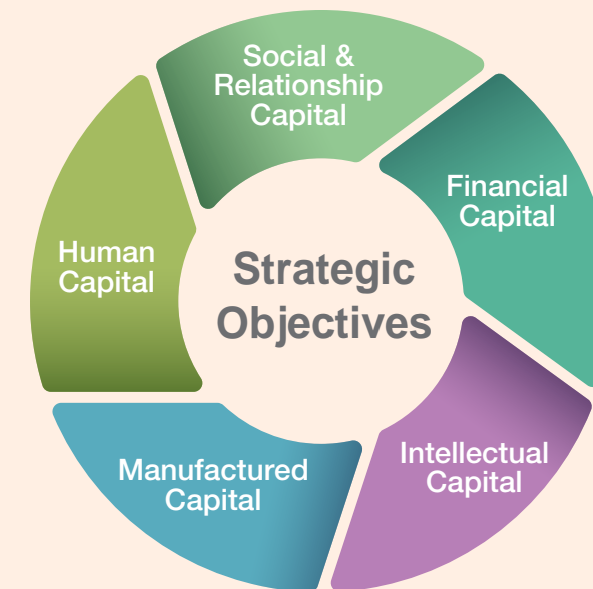 Social &
Relationship
Capital
Financial
Capital
Human
Capital
Strategic
Objectives
Intellectual
Capital
Manufactured
Capital